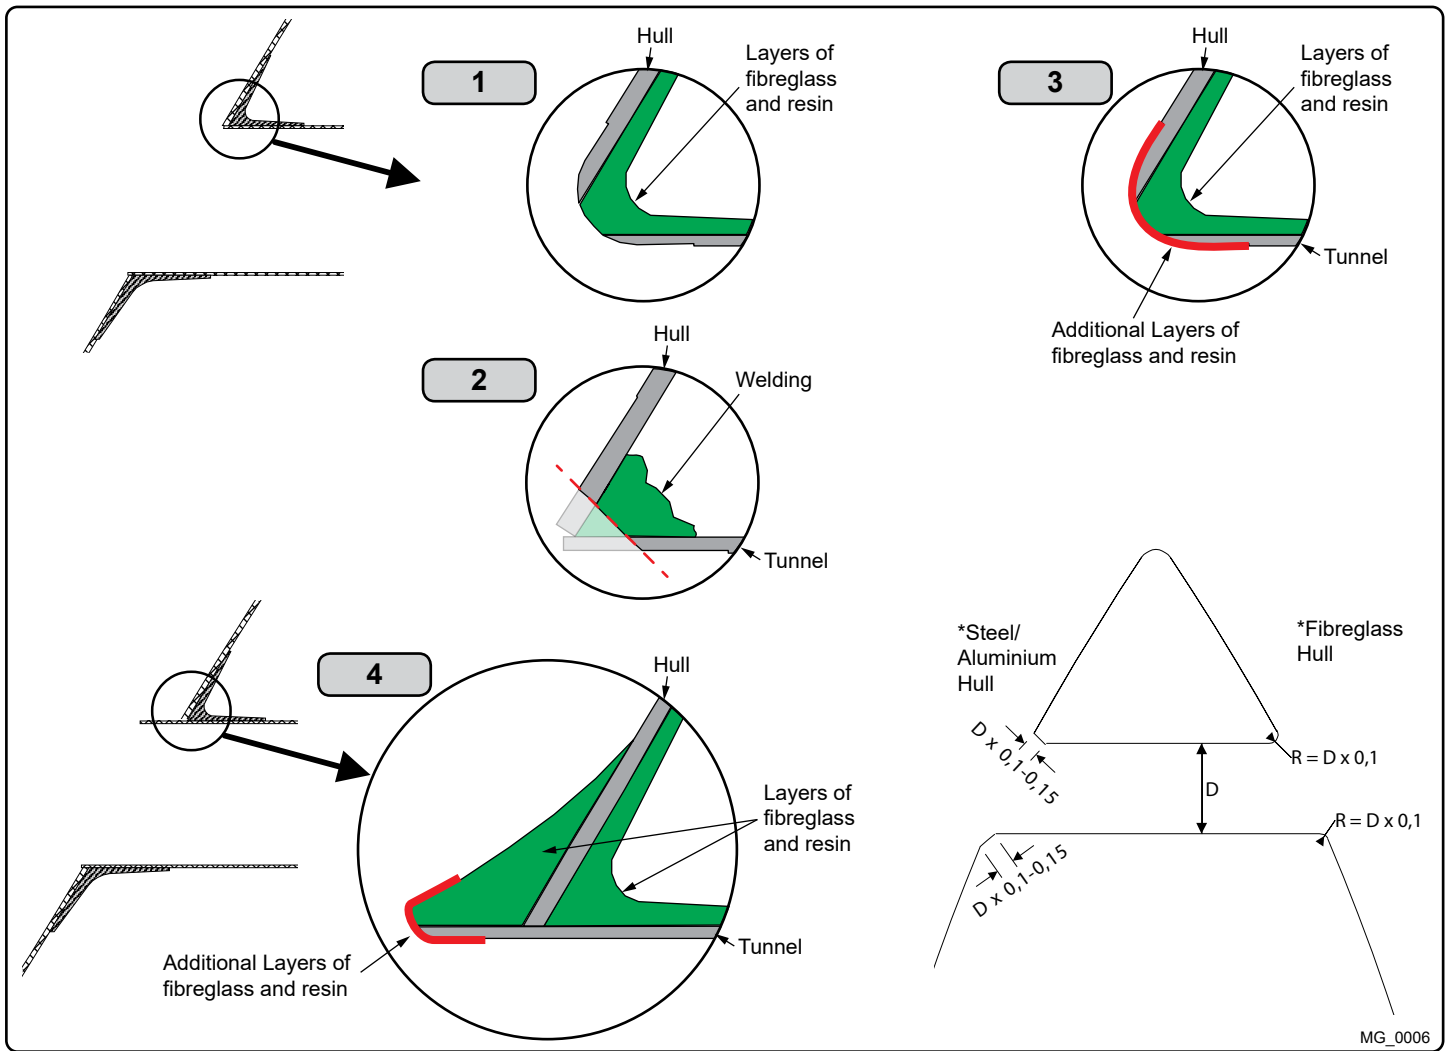 1
Hull
Layers of
fibreglass
and resin
3
Hull
Layers of
fibreglass
and resin
Tunnel
Additional Layers of
fibreglass and resin
2
Hull
Welding
Tunnel
4
Hull
Layers of
fibreglass
and resin
Tunnel
Additional Layers of
fibreglass and resin
*Steel/
Aluminium
Hull
*Fibreglass
Hull
D x 0,1-0,15
R = D x 0,1
D
R = D x 0,1
D x 0,1-0,15
MG_0006